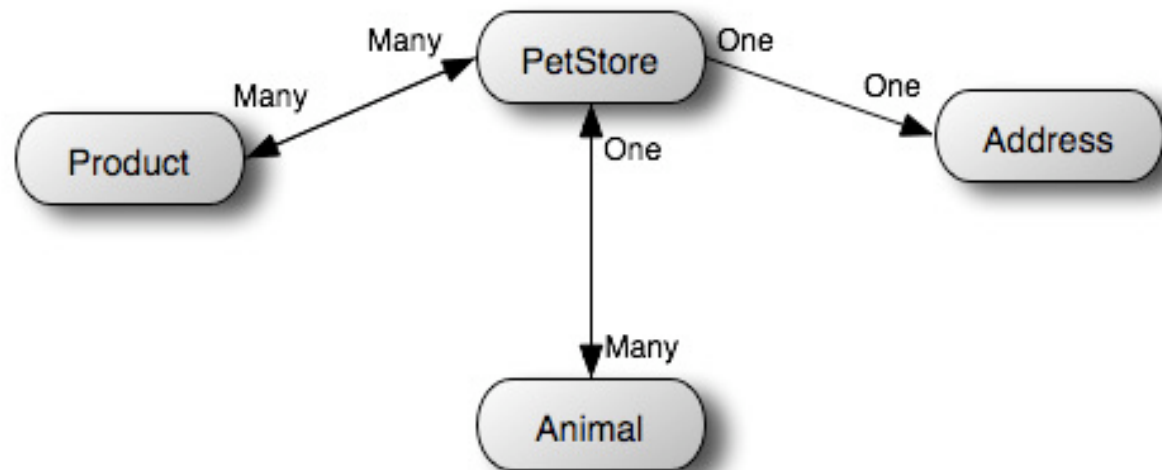 Many
PetStore
One
Many
One
Product
One
Address
Many
Animal